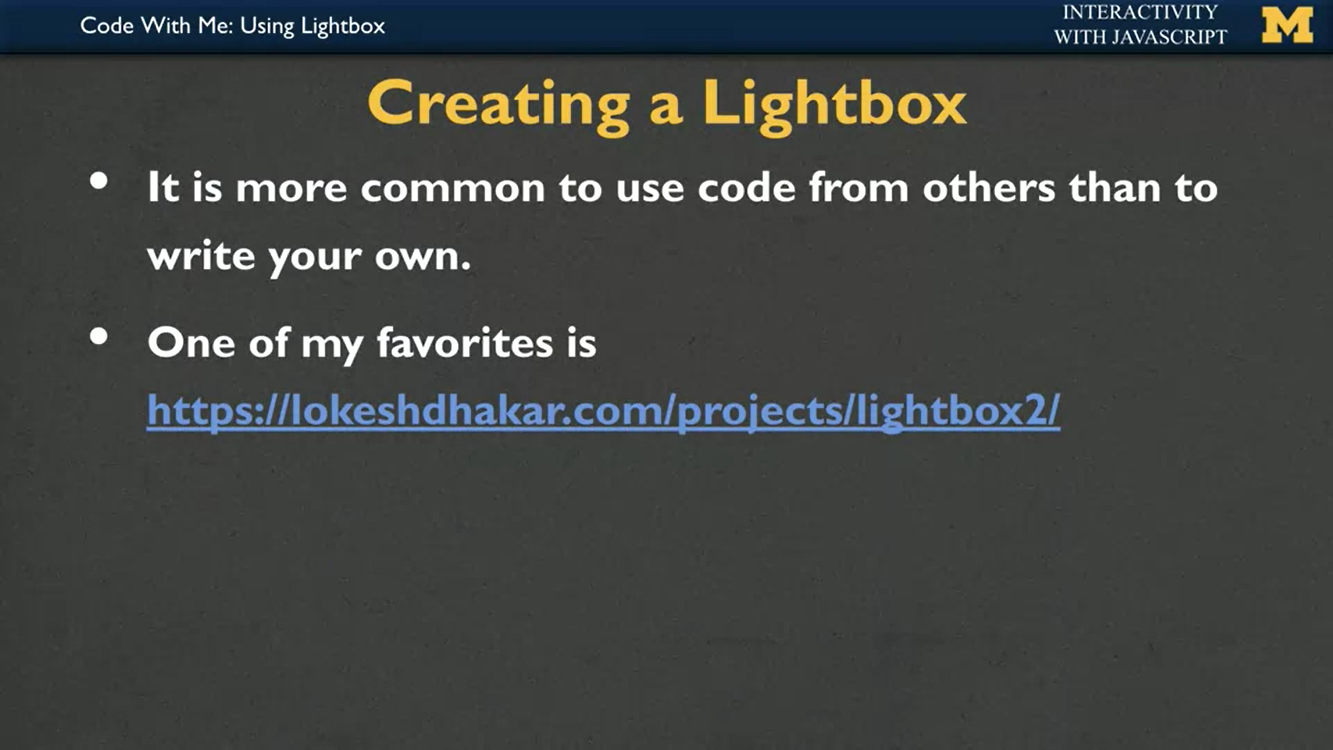 Code With Me: Using Lightbox
INTERACTIVITY
WITH JAVASCRIPT
M
Creating a Lightbox
• It is more common to use code from others than to
write your own.
• One of my favorites is
https://lokeshdhakar.com/projects/lightbox2/